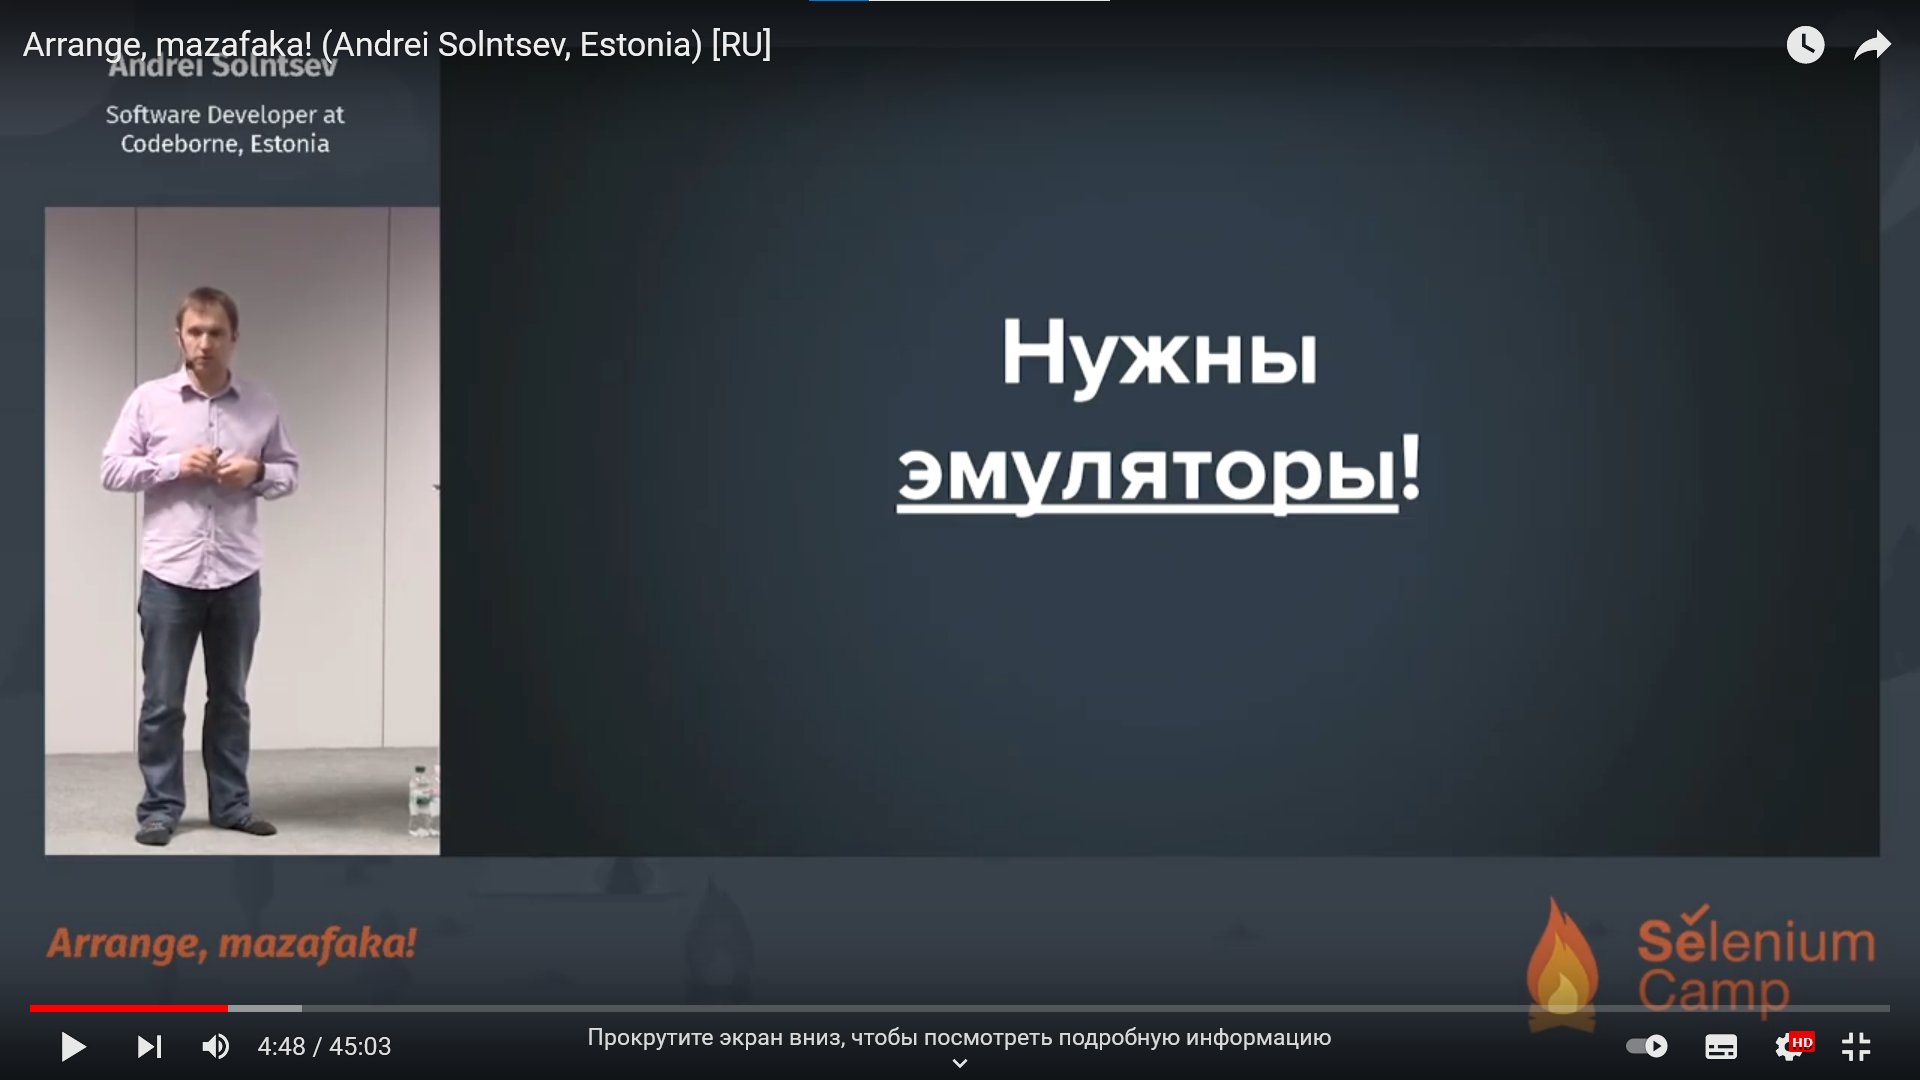 Arrange, mazafaka! (Andrei Solntsev, Estonia) [RU]
Andrei Solntsev
Software Developer at
Codeborne, Estonia
Нужны
эмуляторы!
Arrange, mazafaka!
Selenium
Camp
4:48 / 45:03
Прокрутите экран вниз, чтобы посмотреть подробную информацию
HD